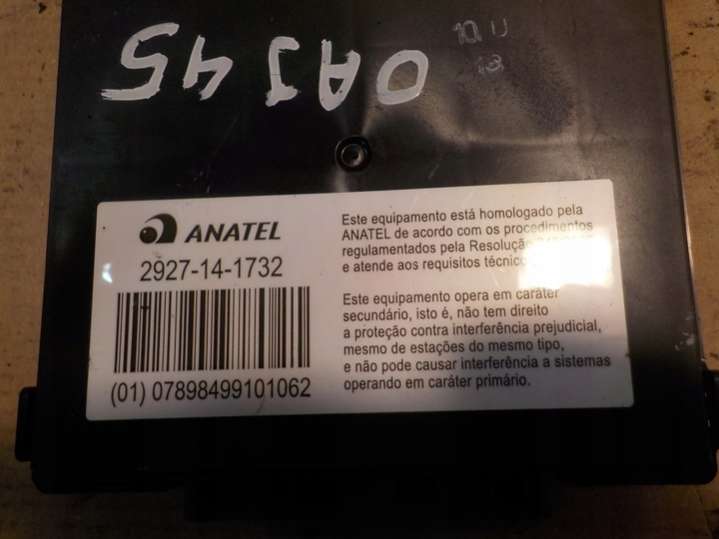 ANATEL
2927-14-1732
(01) 07898499101062
Este equipamento está homologado pela
ANATEL de acordo com os procedimentos
regulamentados pela Resolução
e atende aos requisitos
Este equipamento opera em caráter
secundário, isto é, não tem direito
a proteção contra interferência prejudicial,
mesmo de estações do mesmo tipo,
e não pode causar interferência a sistemas
operando em caráter primário.